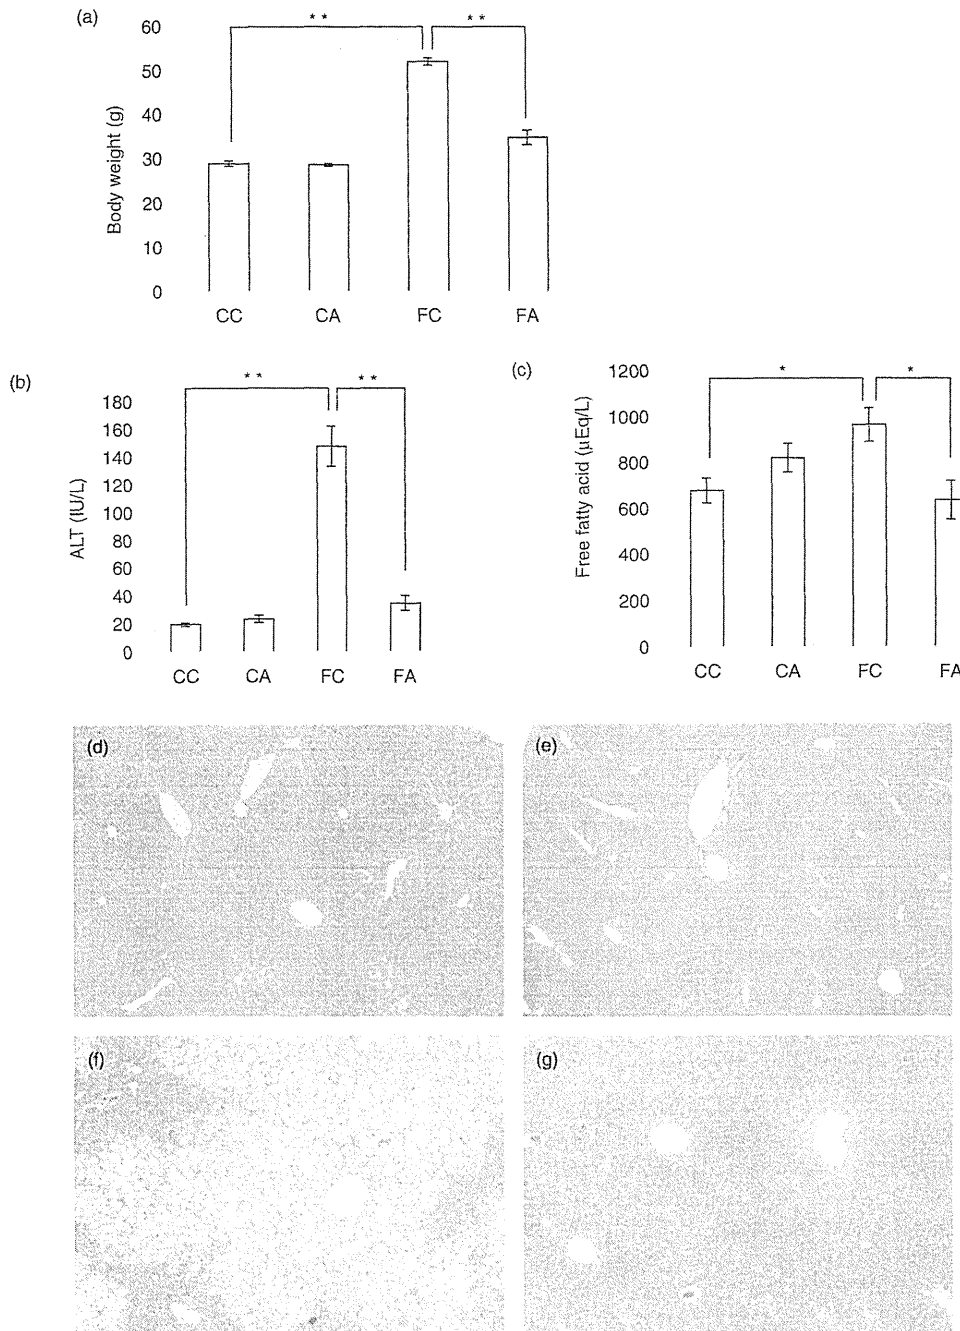 (a)
* *
* *
60
50
40
30
20
10
0
Body weight (g)
CC CA FC FA
(b)
* *
* *
180
160
140
120
100
80
60
40
20
0
ALT (IU/L)
CC CA FC FA
(c)
*
*
1200
1000
800
600
400
200
0
Free fatty acid (µEq/L)
CC CA FC FA
(d)
(e)
(f)
(g)